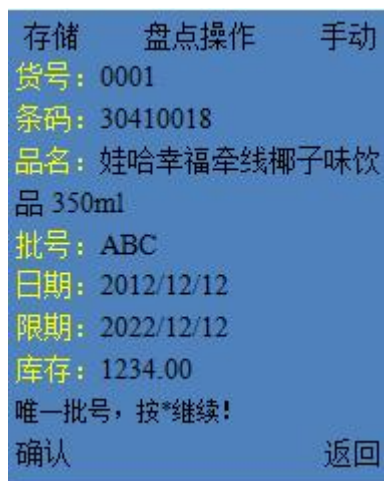 存储 盘点操作 手动
货号：0001
条码：30410018
品名：娃哈幸福牵线椰子味饮
品 350ml
批号：ABC
日期：2012/12/12
限期：2022/12/12
库存：1234.00
唯一批号，按*继续！
确认 返回